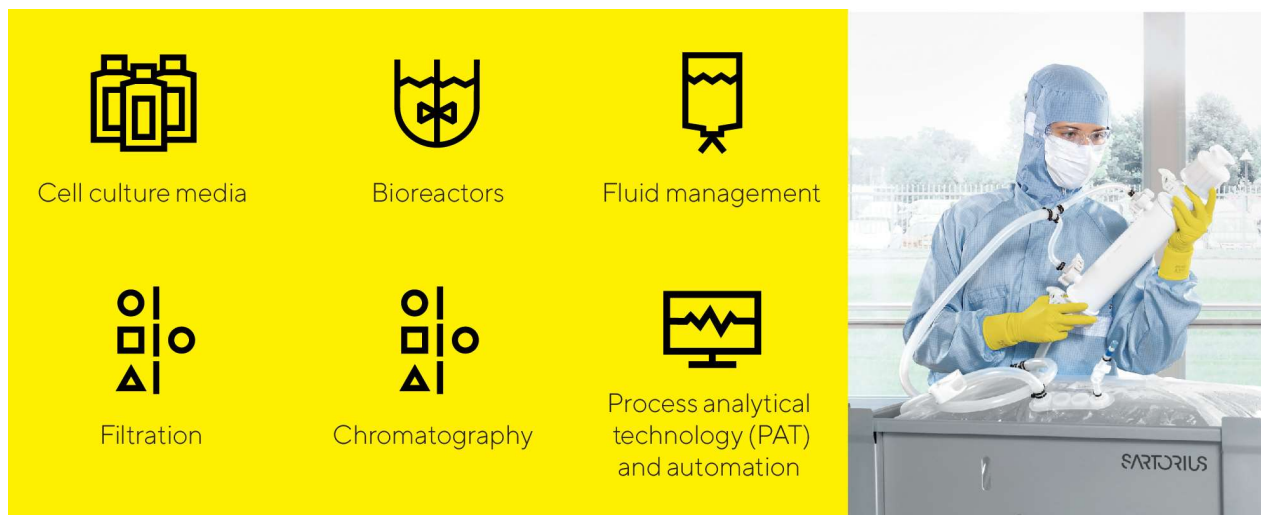 Cell culture media
Bioreactors
Fluid management
Filtration
Chromatography
Process analytical
technology (PAT)
and automation
SARTORIUS